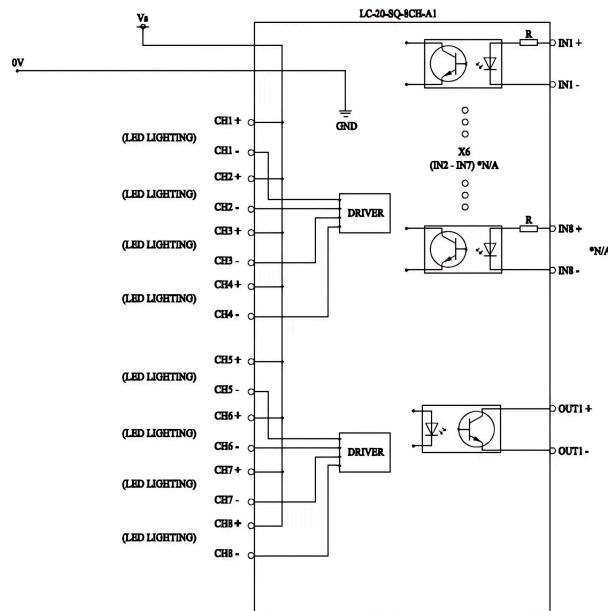 LC-20-SQ-8CH-A1
Vs
0V
GND
R
IN1 +
IN1 -
X6
(IN2 - IN7) *N/A
R
IN8 +
*N/A
IN8 -
CH1 +
(LED LIGHTING)
CH1 -
CH2 +
(LED LIGHTING)
CH2 -
CH3 +
(LED LIGHTING)
CH3 -
CH4 +
(LED LIGHTING)
CH4 -
DRIVER
CH5 +
(LED LIGHTING)
CH5 -
CH6 +
(LED LIGHTING)
CH6 -
CH7 +
(LED LIGHTING)
CH7 -
CH8 +
(LED LIGHTING)
CH8 -
DRIVER
OUT1 +
OUT1 -